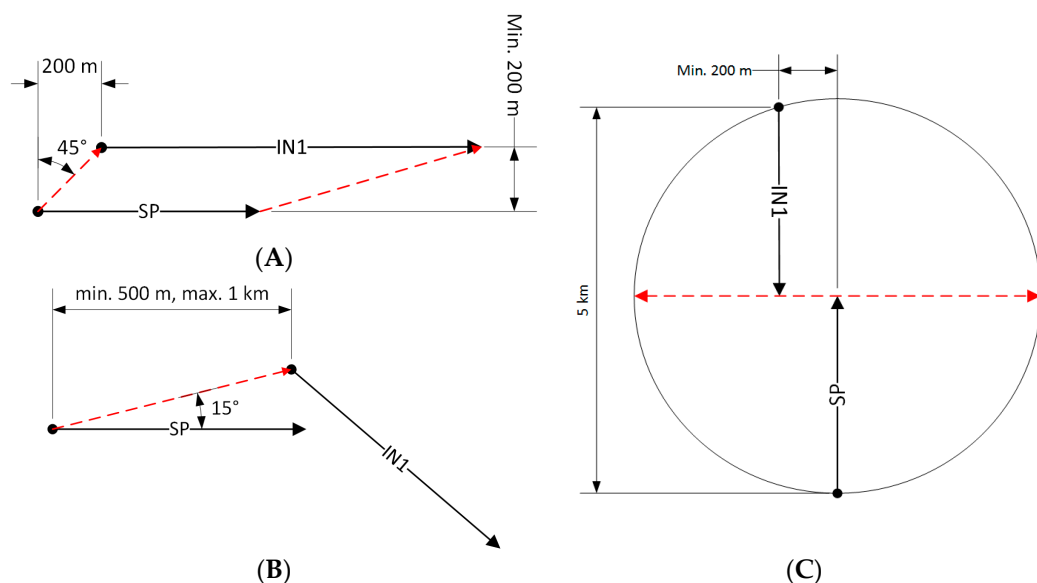 200 m
Min. 200 m
45°
IN1
SP
(A)
min. 500 m, max. 1 km
15°
SP
IN1
(B)
Min. 200 m
IN1
5 km
SP
(C)